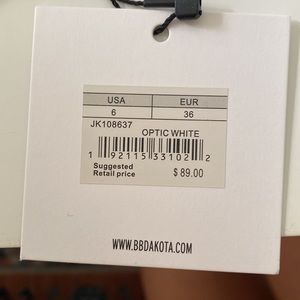 USA EUR
6 36
JK108637
OPTIC WHITE
1 92115 33102 2
Suggested
Retail price $ 89.00
WWW.BBDAKOTA.COM